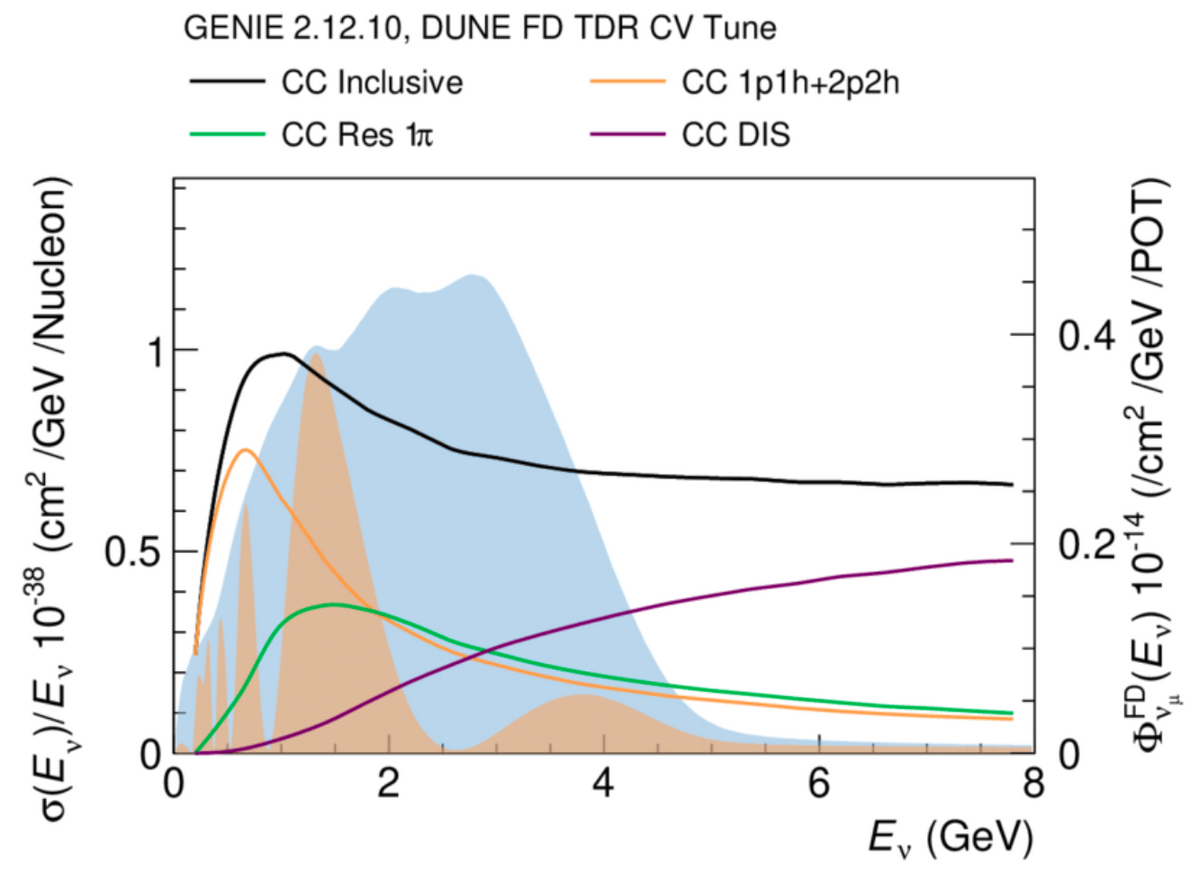 GENIE 2.12.10, DUNE FD TDR CV Tune
CC Inclusive
CC 1p1h+2p2h
CC Res 1π
CC DIS
σ(Eν)/Eν 10-38 (cm2 /GeV /Nucleon)
1
0.5
0
0.4
0.2
0
ΦFDνμ(Eν) 10-14 (/cm2 /GeV /POT)
0
2
4
6
8
Eν (GeV)